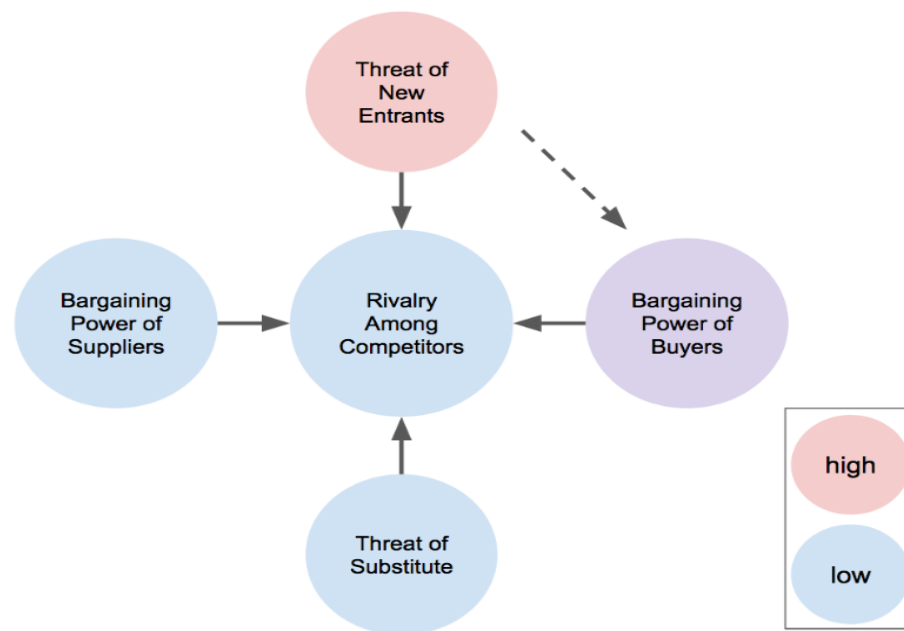 Threat of
New
Entrants
Bargaining
Power of
Suppliers
Rivalry
Among
Competitors
Bargaining
Power of
Buyers
Threat of
Substitute
high
low